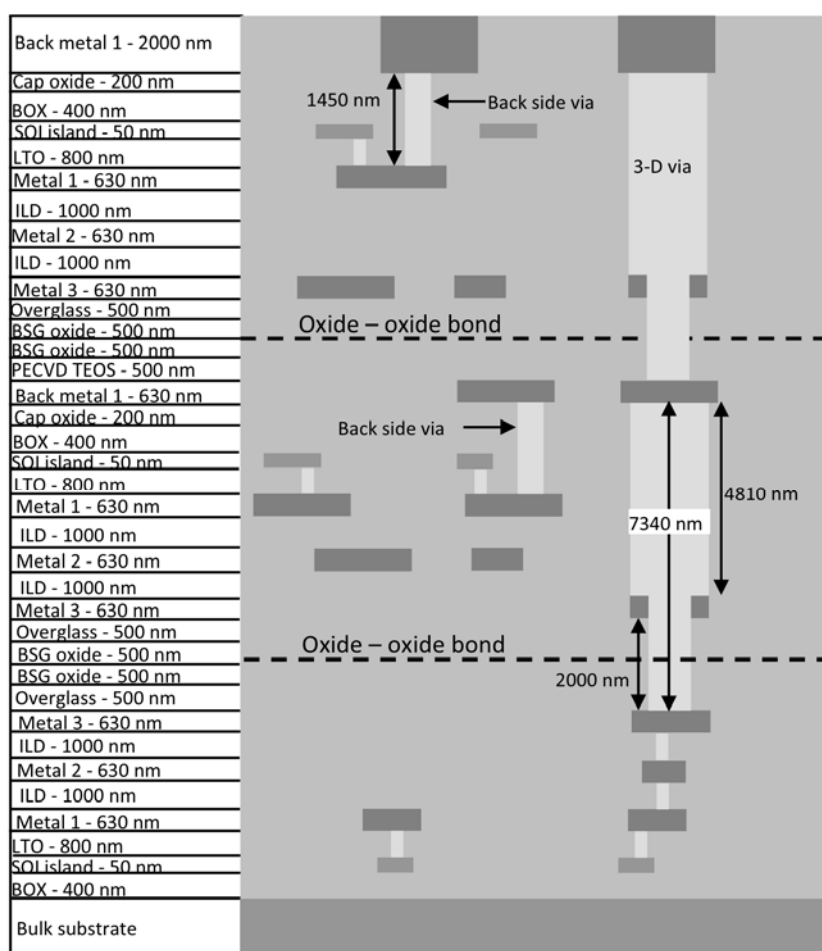 Back metal 1 - 2000 nm
Cap oxide - 200 nm
BOX - 400 nm
SOI island - 50 nm
LTO - 800 nm
Metal 1 - 630 nm
ILD - 1000 nm
Metal 2 - 630 nm
ILD - 1000 nm
Metal 3 - 630 nm
Overglass - 500 nm
BSG oxide - 500 nm
BSG oxide - 500 nm
PECVD TEOS - 500 nm
Back metal 1 - 630 nm
Cap oxide - 200 nm
BOX - 400 nm
SOI island - 50 nm
LTO - 800 nm
Metal 1 - 630 nm
ILD - 1000 nm
Metal 2 - 630 nm
ILD - 1000 nm
Metal 3 - 630 nm
Overglass - 500 nm
BSG oxide - 500 nm
BSG oxide - 500 nm
Overglass - 500 nm
Metal 3 - 630 nm
ILD - 1000 nm
Metal 2 - 630 nm
ILD - 1000 nm
Metal 1 - 630 nm
LTO - 800 nm
SOI island - 50 nm
BOX - 400 nm
Bulk substrate
1450 nm
Back side via
3-D via
Oxide – oxide bond
Back side via
4810 nm
7340 nm
Oxide – oxide bond
2000 nm